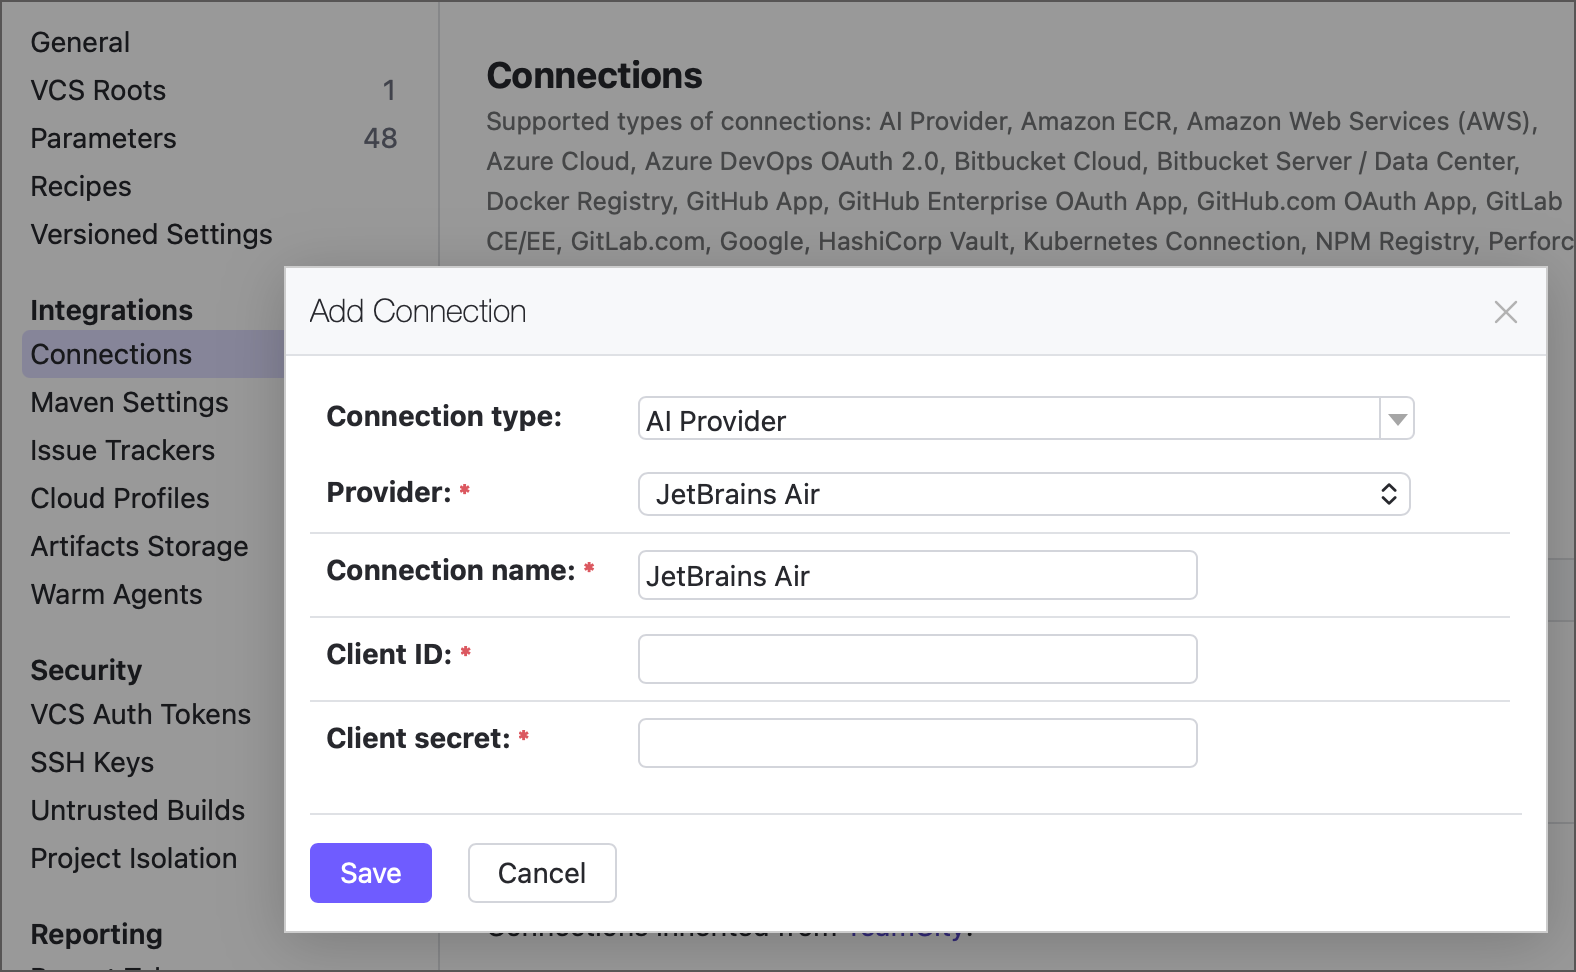 General
VCS Roots 1
Parameters 48
Recipes
Versioned Settings
Integrations
Connections
Maven Settings
Issue Trackers
Cloud Profiles
Artifacts Storage
Warm Agents
Security
VCS Auth Tokens
SSH Keys
Untrusted Builds
Project Isolation
Reporting
Connections
Supported types of connections: AI Provider, Amazon ECR, Amazon Web Services (AWS),
Azure Cloud, Azure DevOps OAuth 2.0, Bitbucket Cloud, Bitbucket Server / Data Center,
Docker Registry, GitHub App, GitHub Enterprise OAuth App, GitHub.com OAuth App, GitLab
CE/EE, GitLab.com, Google, HashiCorp Vault, Kubernetes Connection, NPM Registry, Perforc
Add Connection
Connection type: AI Provider
Provider: * JetBrains Air
Connection name: * JetBrains Air
Client ID: *
Client secret: *
Save Cancel
Connections inherited from TeamCity: